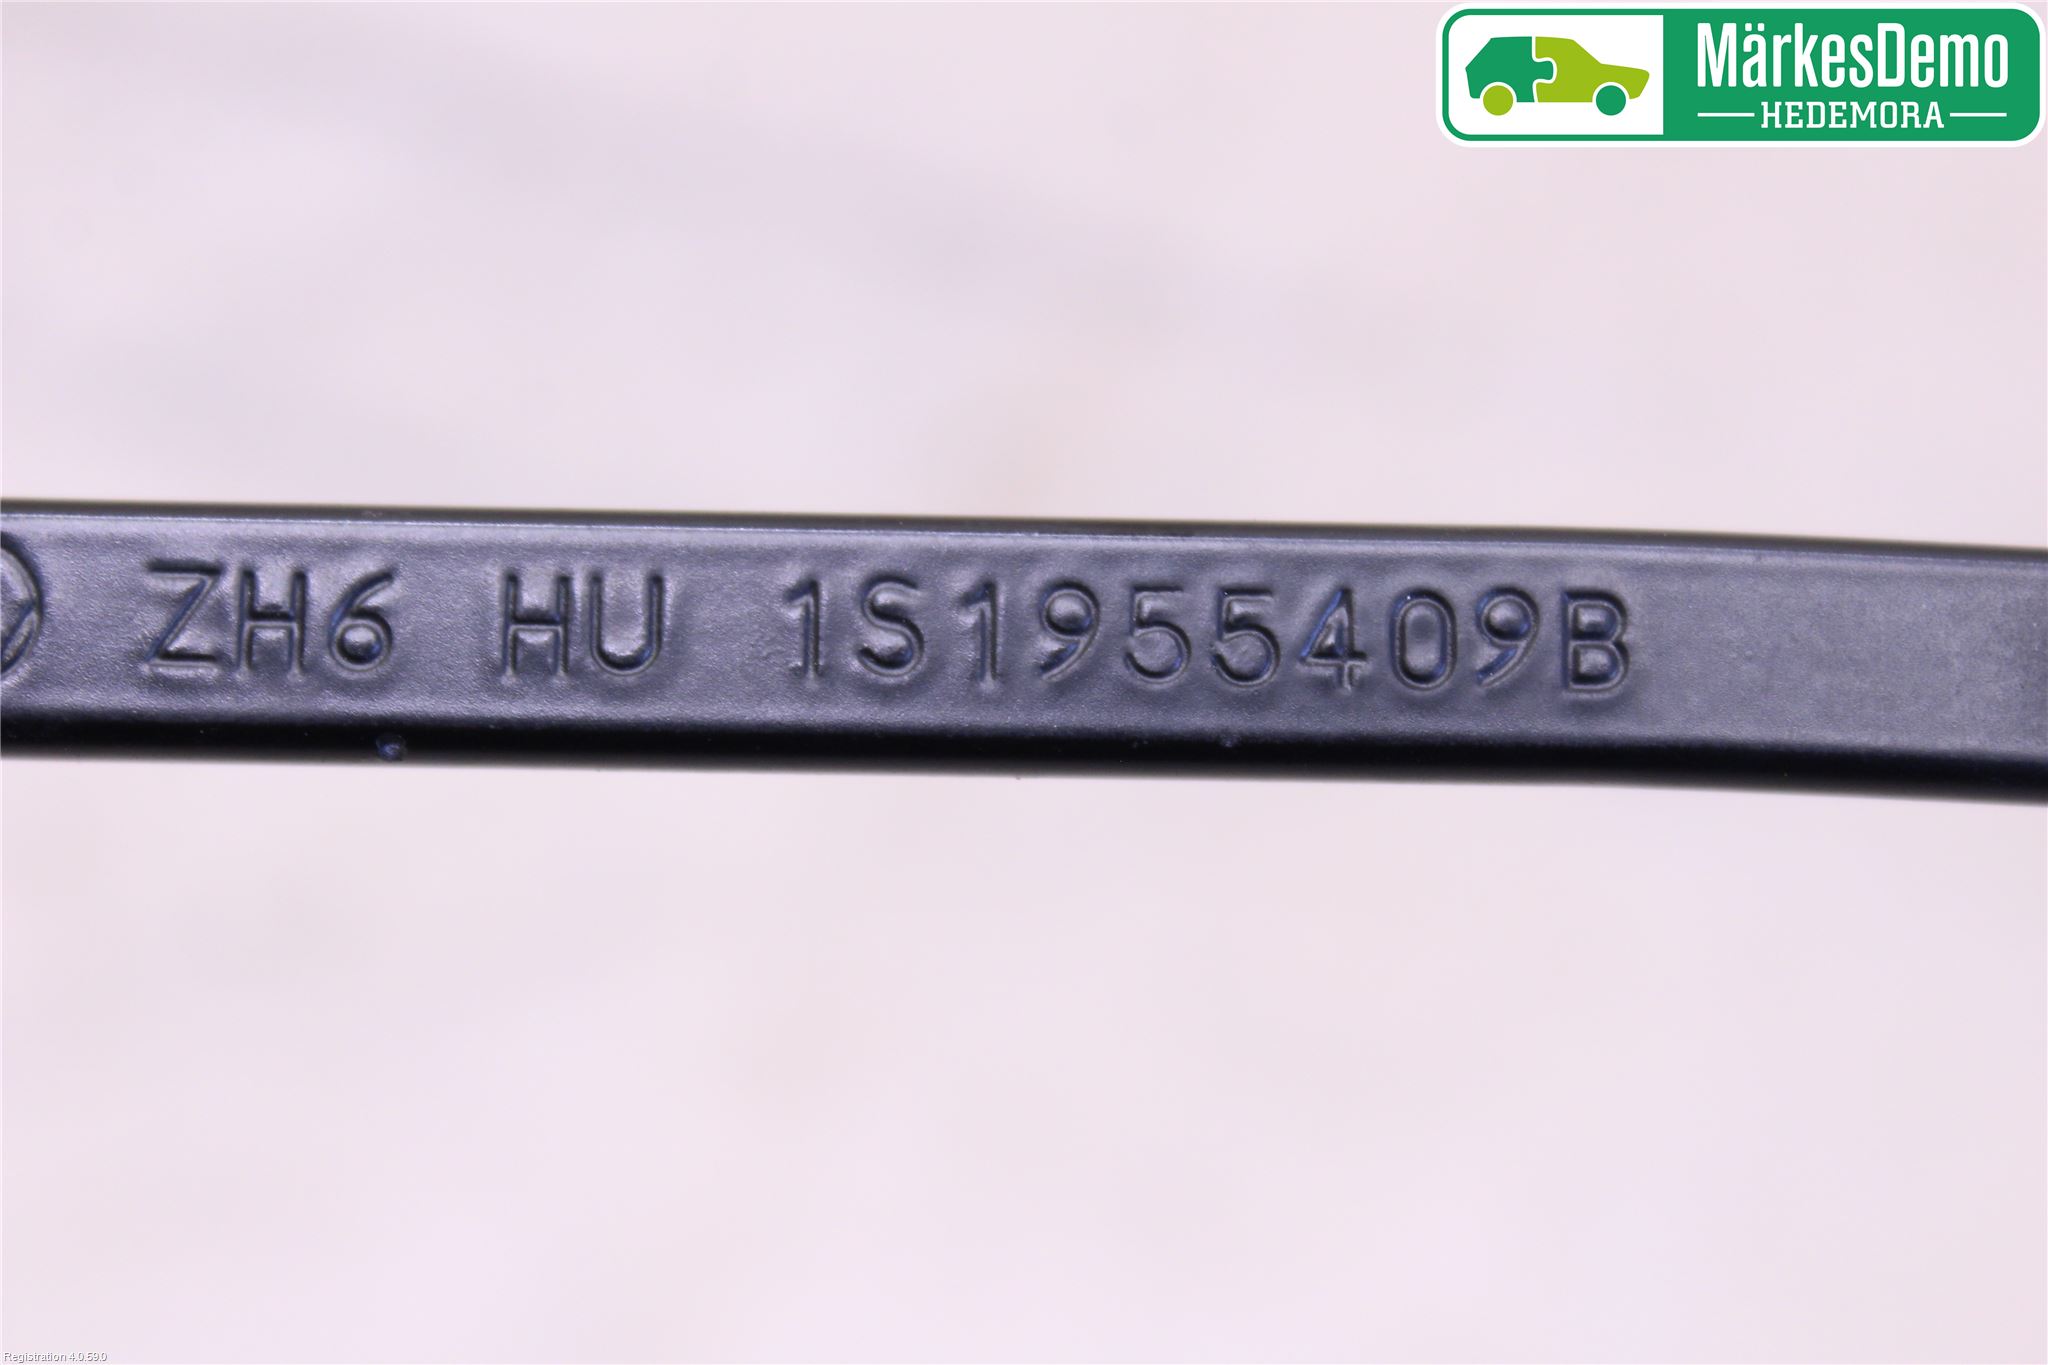 MärkesDemo
HEDEMORA
ZH6 HU 1S1955409B
Registration 4.0.59.0